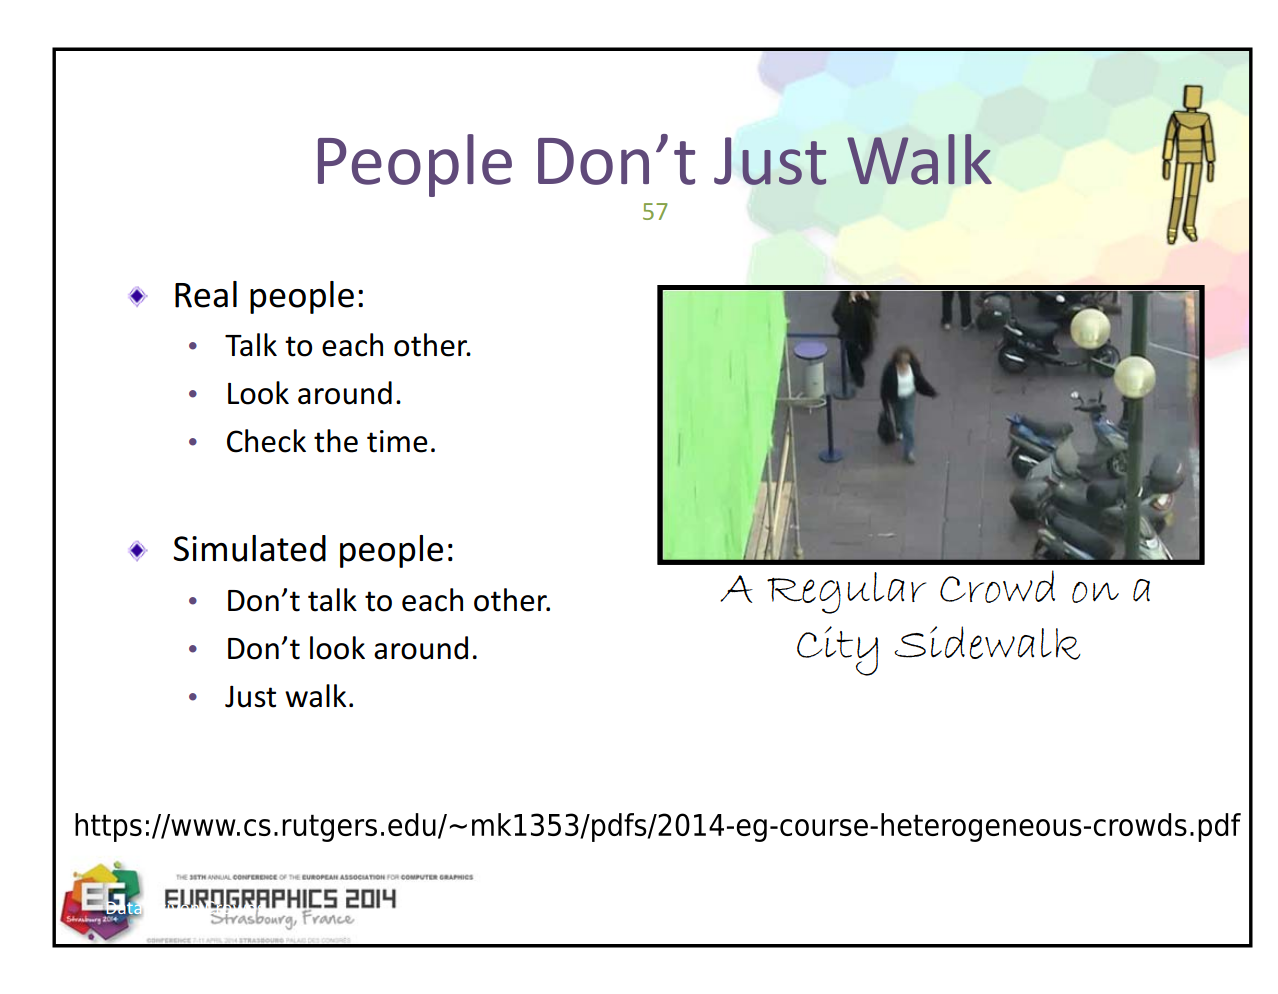 People Don’t Just Walk
57
Real people:
• Talk to each other.
• Look around.
• Check the time.
Simulated people:
• Don’t talk to each other.
• Don’t look around.
• Just walk.
A Regular Crowd on a
City Sidewalk
https://www.cs.rutgers.edu/~mk1353/pdfs/2014-eg-course-heterogeneous-crowds.pdf
THE 35TH ANNUAL CONFERENCE OF THE EUROPEAN ASSOCIATION FOR COMPUTER GRAPHICS
EG
Strasbourg 2014
EUROGRAPHICS 2014
Data
Strasbourg, France
CONFERENCE 7-11 APRIL 2014 STRASBOURG PALAIS DES CONGRÈS